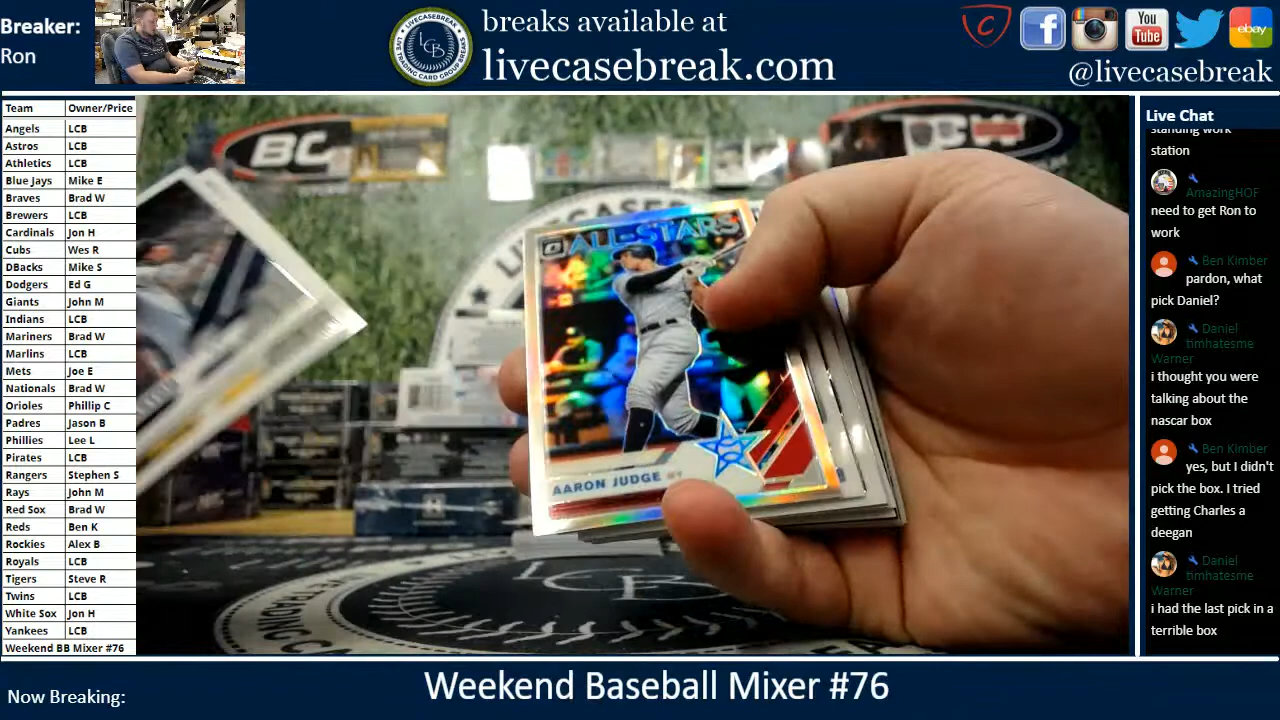 Breaker:
Ron
breaks available at
livecasebreak.com
You
Tube
ebay
@livecasebreak
Team Owner/Price
Angels LCB
Astros LCB
Athletics LCB
Blue Jays Mike E
Braves Brad W
Brewers LCB
Cardinals Jon H
Cubs Wes R
DBacks Mike S
Dodgers Ed G
Giants John M
Indians LCB
Mariners Brad W
Marlins LCB
Mets Joe E
Nationals Brad W
Orioles Phillip C
Padres Jason B
Phillies Lee L
Pirates LCB
Rangers Stephen S
Rays John M
Red Sox Brad W
Reds Ben K
Rockies Alex B
Royals LCB
Tigers Steve R
Twins LCB
White Sox Jon H
Yankees LCB
Weekend BB Mixer #76
LCB
BC
BCW
ALL-STARS
AARON JUDGE
LCB
Live Chat
standing work
station
AmazingHOF
need to get Ron to
work
Ben Kimber
pardon, what
pick Daniel?
Daniel
timhatesme
Warner
i thought you were
talking about the
nascar box
Ben Kimber
yes, but I didn't
pick the box. I tried
getting Charles a
deegan
Daniel
timhatesme
Warner
i had the last pick in a
terrible box
Now Breaking:
Weekend Baseball Mixer #76